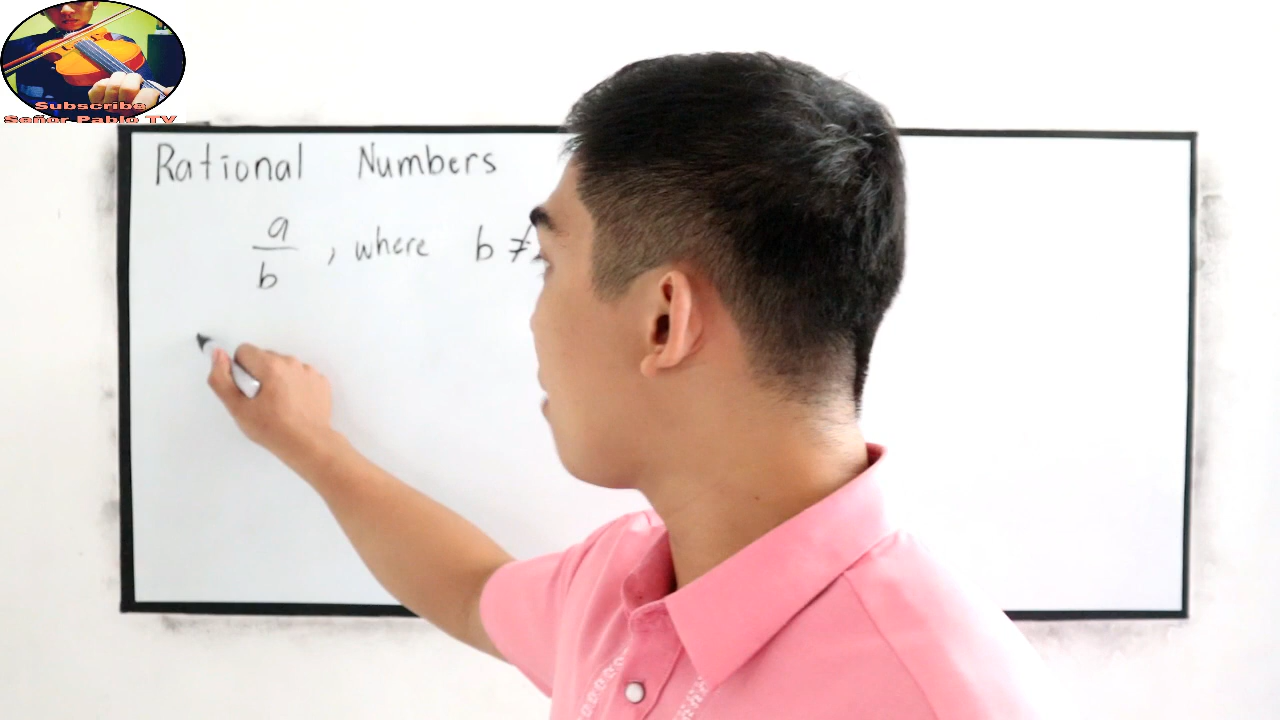 Subscribe
Señor Pablo TV
Rational Numbers
a
b
, where b ≠